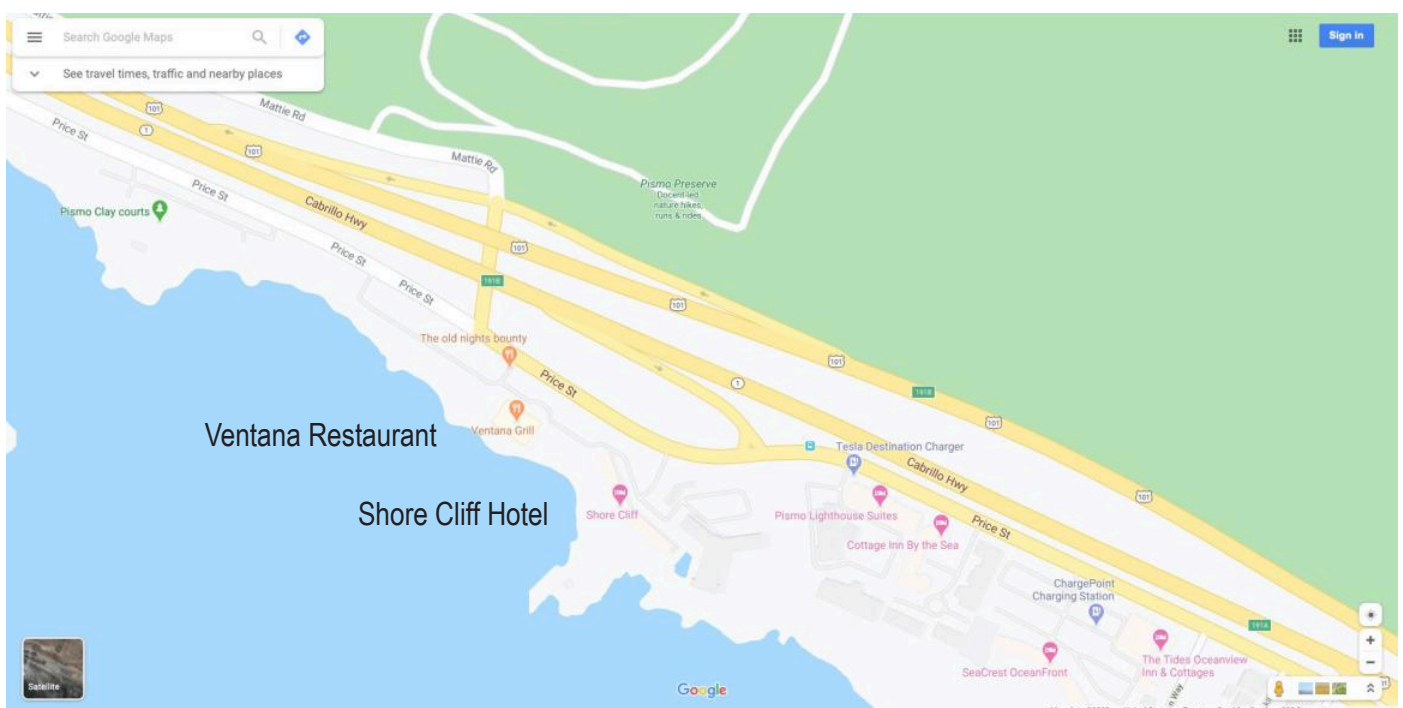 Search Google Maps
Sign in
See travel times, traffic and nearby places
101
Mattie Rd
1
Price St
101
Mattie Rd
Pismo Preserve
Docent-led
nature hikes,
runs & rides
Price St
Pismo Clay courts
Cabrillo Hwy
Price St
101
191B
Price St
101
The old nights bounty
101
Price St
1
191B
Ventana Restaurant
Ventana Grill
101
Tesla Destination Charger
Cabrillo Hwy
101
Shore Cliff Hotel
Shore Cliff
Pismo Lighthouse Suites
Price St
Cottage Inn By the Sea
ChargePoint
Charging Station
191A
The Tides Oceanview
Inn & Cottages
SeaCrest OceanFront
Satellite
Google